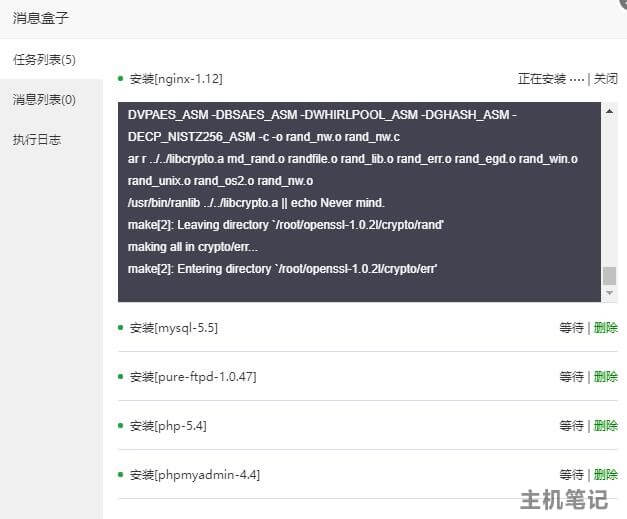 消息盒子
任务列表(5)
消息列表(0)
执行日志
安装[nginx-1.12] 正在安装 ···· | 关闭
DVPAES_ASM -DBSAES_ASM -DWHIRLPOOL_ASM -DGHASH_ASM -
DECP_NISTZ256_ASM -c -o rand_nw.o rand_nw.c
ar r ../../libcrypto.a md_rand.o randfile.o rand_lib.o rand_err.o rand_egd.o rand_win.o
rand_unix.o rand_os2.o rand_nw.o
/usr/bin/ranlib ../../libcrypto.a || echo Never mind.
make[2]: Leaving directory `/root/openssl-1.0.2l/crypto/rand'
making all in crypto/err...
make[2]: Entering directory `/root/openssl-1.0.2l/crypto/err'
安装[mysql-5.5] 等待 | 删除
安装[pure-ftpd-1.0.47] 等待 | 删除
安装[php-5.4] 等待 | 删除
安装[phpmyadmin-4.4] 等待 | 删除
主机笔记